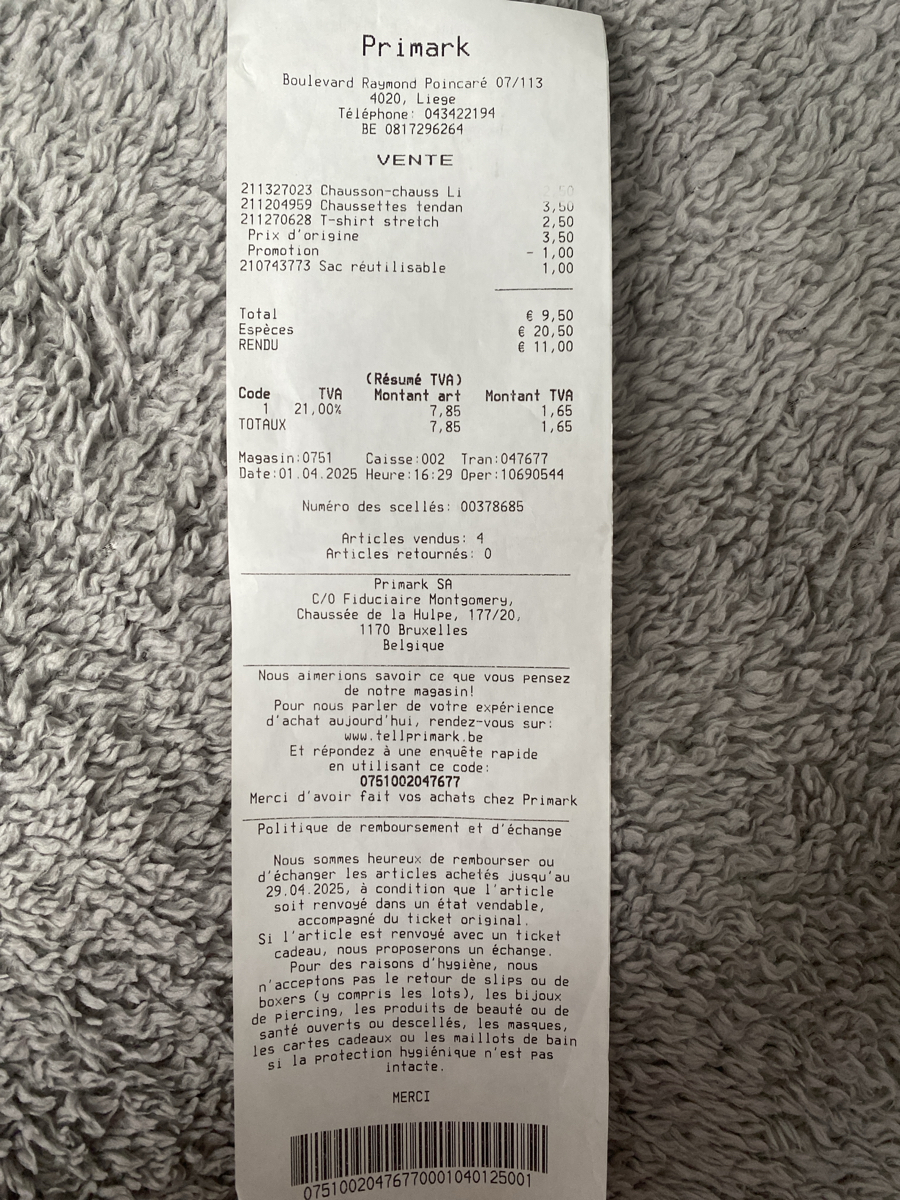 Primark
Boulevard Raymond Poincaré 07/113
4020, Liege
Téléphone: 043422194
BE 0817296264
VENTE
211327023 Chausson-chauss Li 2,50
211204959 Chaussettes tendan 3,50
211270628 T-shirt stretch 2,50
Prix d'origine 3,50
Promotion - 1,00
210743773 Sac réutilisable 1,00
Total € 9,50
Espèces € 20,50
RENDU € 11,00
(Résumé TVA)
Code TVA Montant art Montant TVA
1 21,00% 7,85 1,65
TOTAUX 7,85 1,65
Magasin:0751 Caisse:002 Tran:047677
Date:01.04.2025 Heure:16:29 Oper:10690544
Numéro des scellés: 00378685
Articles vendus: 4
Articles retournés: 0
Primark SA
C/O Fiduciaire Montgomery,
Chaussée de la Hulpe, 177/20,
1170 Bruxelles
Belgique
Nous aimerions savoir ce que vous pensez
de notre magasin!
Pour nous parler de votre expérience
d'achat aujourd'hui, rendez-vous sur:
www.tellprimark.be
Et répondez à une enquête rapide
en utilisant ce code:
0751002047677
Merci d'avoir fait vos achats chez Primark
Politique de remboursement et d'échange
Nous sommes heureux de rembourser ou
d'échanger les articles achetés jusqu'au
29.04.2025, à condition que l'article
soit renvoyé dans un état vendable,
accompagné du ticket original.
Si l'article est renvoyé avec un ticket
cadeau, nous proposerons un échange.
Pour des raisons d'hygiène, nous
n'acceptons pas le retour de slips ou de
boxers (y compris les lots), les bijoux
de piercing, les produits de beauté ou de
santé ouverts ou descellés, les masques,
les cartes cadeaux ou les maillots de bain
si la protection hygiénique n'est pas
intacte.
MERCI
07510020476770001040125001